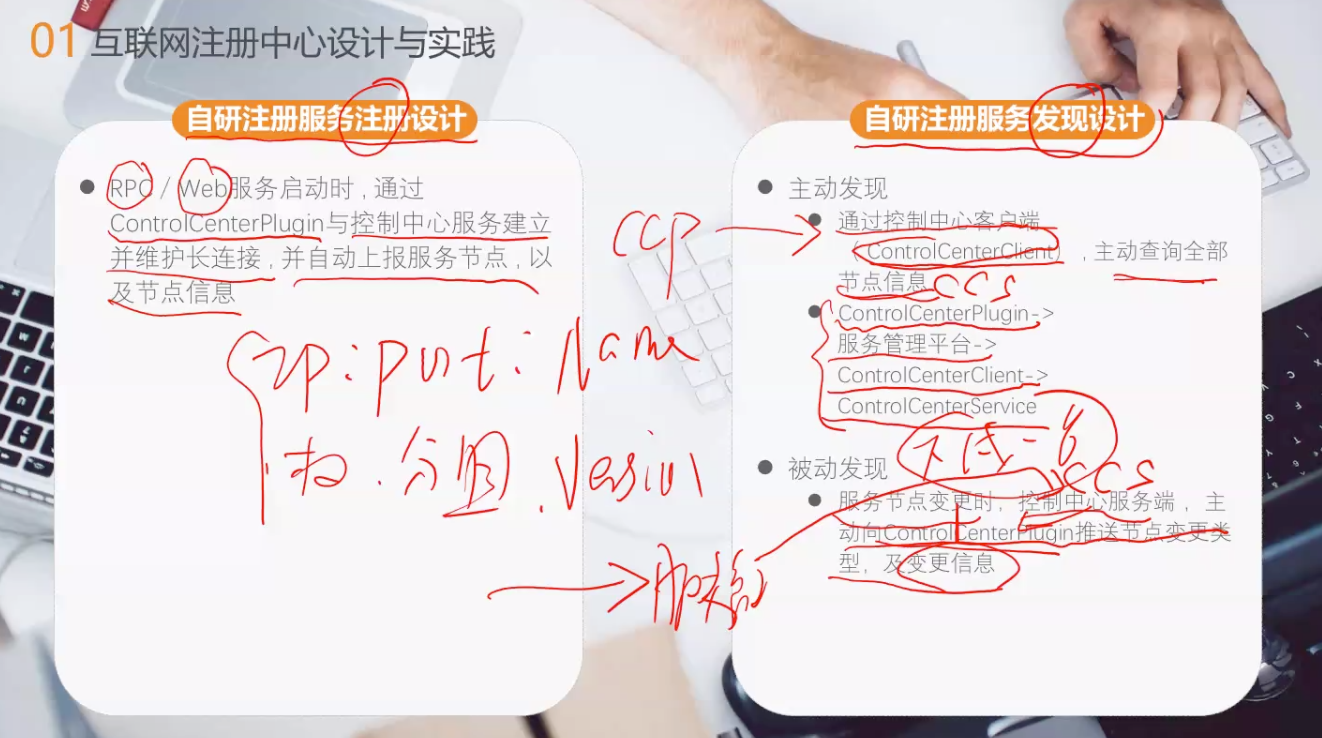 01 互联网注册中心设计与实践
自研注册服务注册设计
RPC / Web服务启动时,通过
ControlCenterPlugin与控制中心服务建立
并维护长连接,并自动上报服务节点,以
及节点信息
CCP
Ip:port:Name
权.分组.Version
自研注册服务发现设计
主动发现
通过控制中心客户端
(ControlCenterClient),主动查询全部
节点信息 CCS
ControlCenterPlugin->
服务管理平台->
ControlCenterClient->
ControlCenterService
被动发现
CCS
服务节点变更时,控制中心服务端,主
动向ControlCenterPlugin推送节点变更类
型,及变更信息